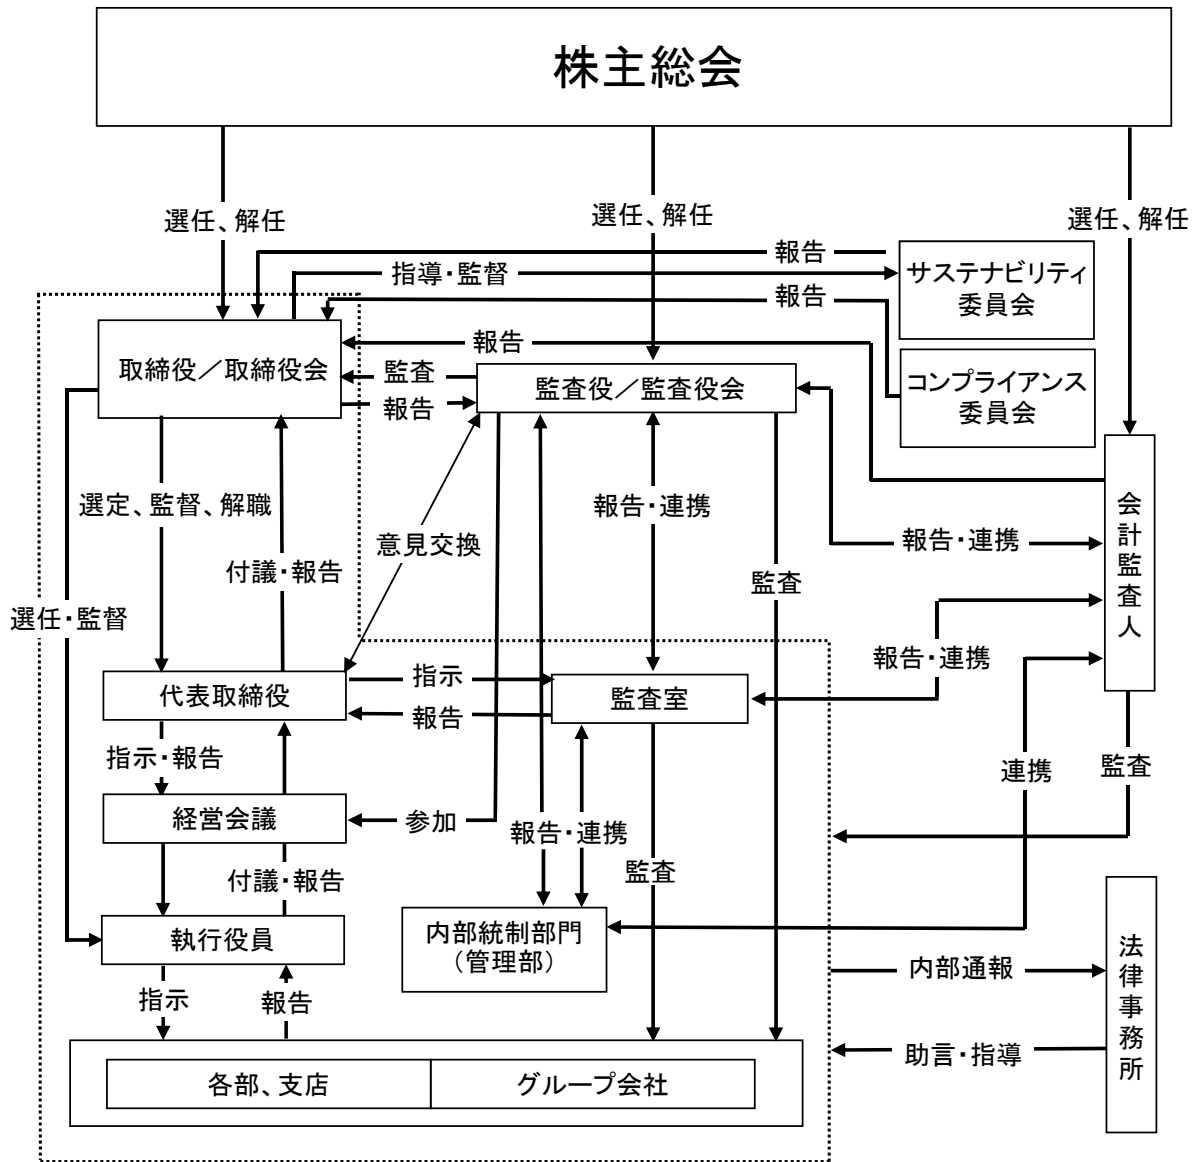 株主総会
選任、解任
選任、解任
選任、解任
報告
指導・監督
サステナビリティ
委員会
報告
報告
取締役／取締役会
監査
報告
監査役／監査役会
コンプライアンス
委員会
選定、監督、解職
報告・連携
会計監査人
意見交換
報告・連携
付議・報告
監査
選任・監督
報告・連携
指示
代表取締役
監査室
報告
指示・報告
連携
監査
経営会議
参加
報告・連携
監査
付議・報告
執行役員
内部統制部門
（管理部）
法律事務所
内部通報
指示
報告
助言・指導
各部、支店
グループ会社